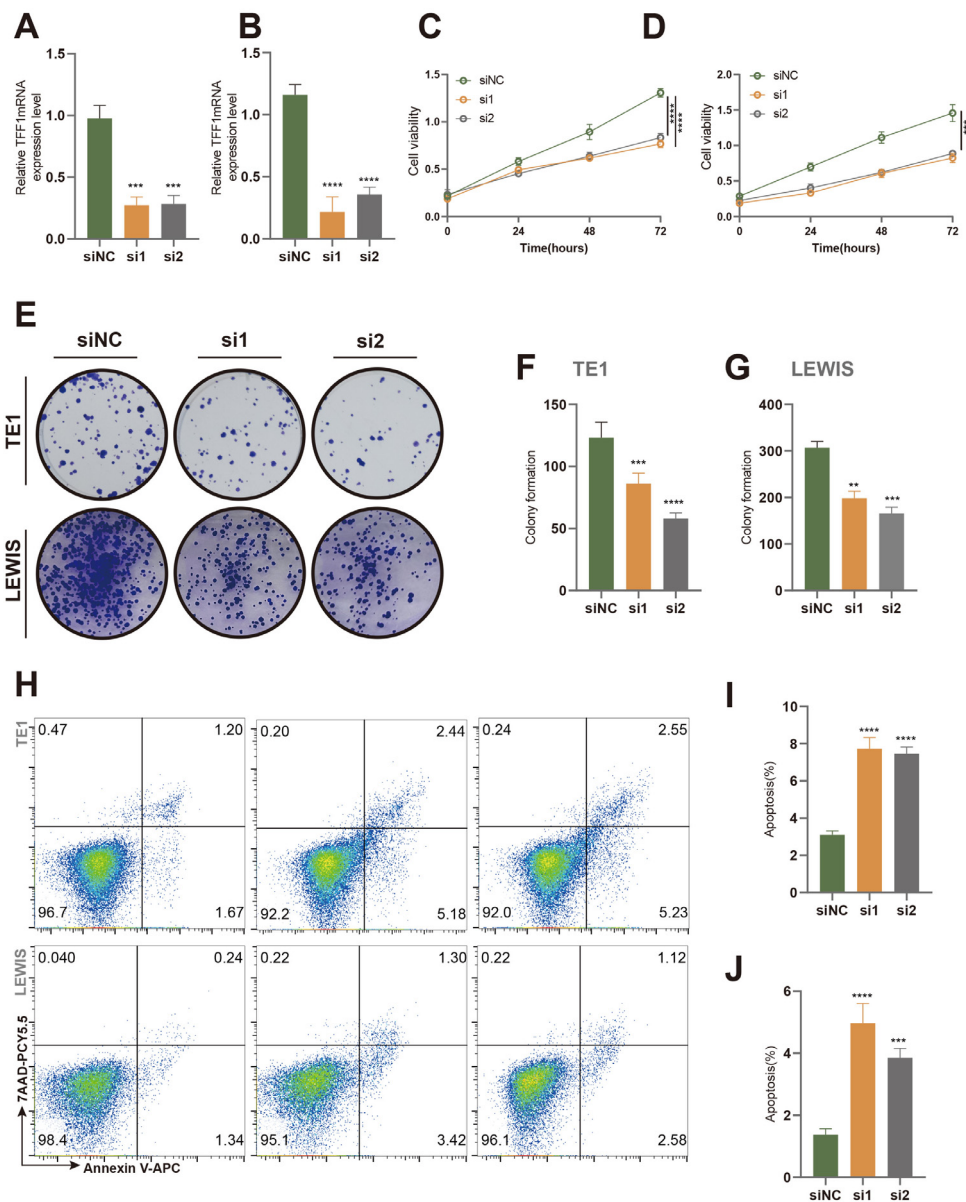 A
Relative TFF1mRNA
expression level
1.5
1.0
0.5
0.0
***
***
siNC
si1
si2
B
Relative TFF1mRNA
expression level
1.5
1.0
0.5
0.0
****
****
siNC
si1
si2
C
Cell viability
1.5
1.0
0.5
0.0
siNC
si1
si2
****
****
0
24
48
72
Time(hours)
D
Cell viability
2.0
1.5
1.0
0.5
0.0
siNC
si1
si2
***
0
24
48
72
Time(hours)
E
siNC
si1
si2
TE1
LEWIS
F
TE1
Colony formation
150
100
50
0
***
****
siNC
si1
si2
G
LEWIS
Colony formation
400
300
200
100
0
**
***
siNC
si1
si2
H
TE1
0.47
1.20
96.7
1.67
0.20
2.44
92.2
5.18
0.24
2.55
92.0
5.23
LEWIS
0.040
0.24
98.4
1.34
0.22
1.30
95.1
3.42
0.22
1.12
96.1
2.58
7AAD-PCY5.5
Annexin V-APC
I
Apoptosis(%)
10
8
6
4
2
0
****
****
siNC
si1
si2
J
Apoptosis(%)
6
4
2
0
****
***
siNC
si1
si2